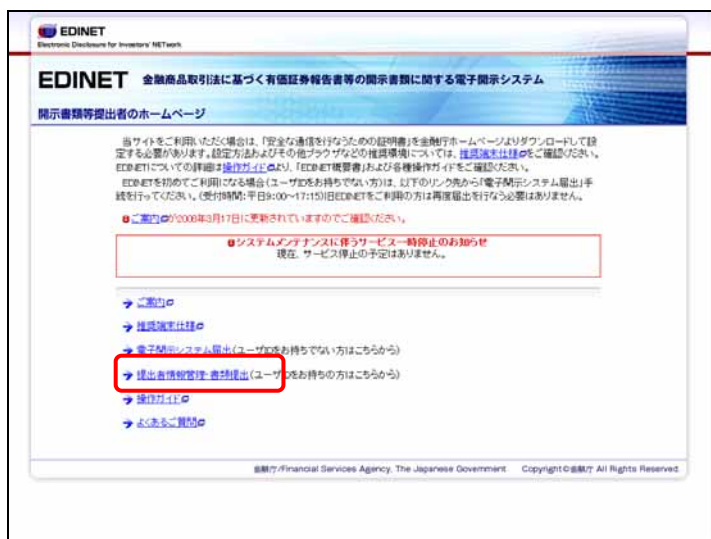 EDINET
Electronic Disclosure for Investors' NETwork
EDINET 金融商品取引法に基づく有価証券報告書等の開示書類に関する電子開示システム
開示書類等提出者のホームページ
当サイトをご利用いただく場合は、「安全な通信を行なうための証明書」を金融庁ホームページよりダウンロードして設
定する必要があります。設定方法およびその他ブラウザなどの推奨環境については、推奨端末仕様をご確認ください。
EDINETについての詳細は操作ガイドより、「EDINET概要書」および各種操作ガイドをご確認ください。
EDINETを初めてご利用になる場合(ユーザIDをお持ちでない方)は、以下のリンク先から「電子開示システム届出」手
続を行ってください。(受付時間:平日9:00~17:15)旧EDINETをご利用の方は再度届出を行なう必要はありません。
ご案内が2008年3月17日に更新されていますのでご確認ください。
システムメンテナンスに伴うサービス一時停止のお知らせ
現在、サービス停止の予定はありません。
ご案内
推奨端末仕様
電子開示システム届出(ユーザIDをお持ちでない方はこちらから)
提出者情報管理・書類提出(ユーザIDをお持ちの方はこちらから)
操作ガイド
よくあるご質問
金融庁/Financial Services Agency, The Japanese Government Copyright©金融庁 All Rights Reserved.